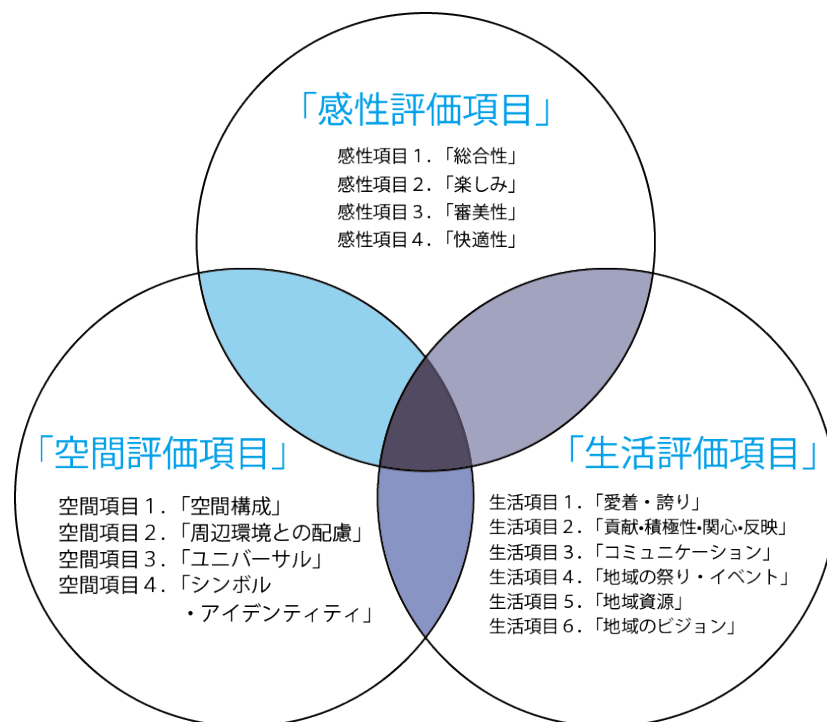 「感性評価項目」
感性項目1．「総合性」
感性項目2．「楽しみ」
感性項目3．「審美性」
感性項目4．「快適性」
「空間評価項目」
空間項目1．「空間構成」
空間項目2．「周辺環境との配慮」
空間項目3．「ユニバーサル」
空間項目4．「シンボル
・アイデンティティ」
「生活評価項目」
生活項目1．「愛着・誇り」
生活項目2．「貢献・積極性・関心・反映」
生活項目3．「コミュニケーション」
生活項目4．「地域の祭り・イベント」
生活項目5．「地域資源」
生活項目6．「地域のビジョン」